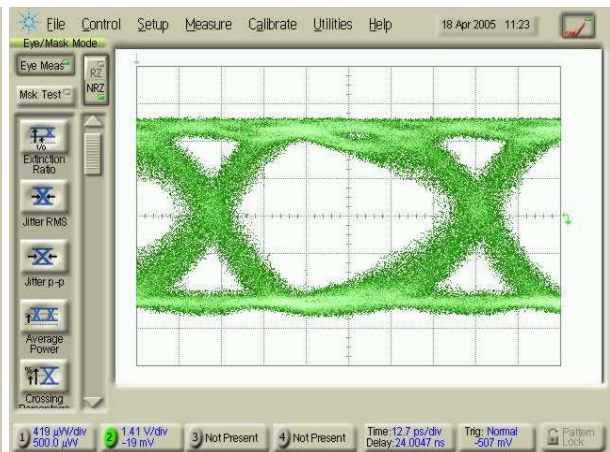 File Control Setup Measure Calibrate Utilities Help 18 Apr 2005 11:23
Eye/Mask Mode
Eye Meas
RZ
NRZ
Msk Test
Extinction
Ratio
Jitter RMS
Jitter p-p
Average
Power
Crossing
Percentage
1) 419 µW/div
500.0 µW
2) 1.41 V/div
-19 mV
3) Not Present
4) Not Present
Time:12.7 ps/div
Delay:24.0047 ns
Trig: Normal
-507 mV
Pattern
Lock